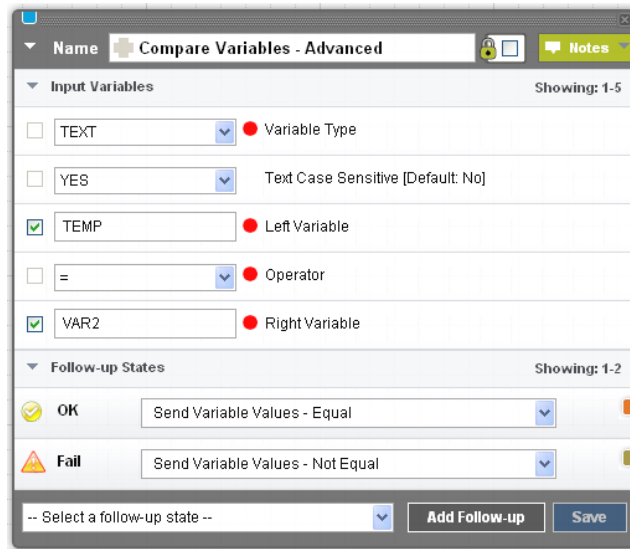 Name Compare Variables - Advanced Notes
Input Variables Showing: 1-5
TEXT Variable Type
YES Text Case Sensitive [Default: No]
TEMP Left Variable
= Operator
VAR2 Right Variable
Follow-up States Showing: 1-2
OK Send Variable Values - Equal
Fail Send Variable Values - Not Equal
-- Select a follow-up state -- Add Follow-up Save